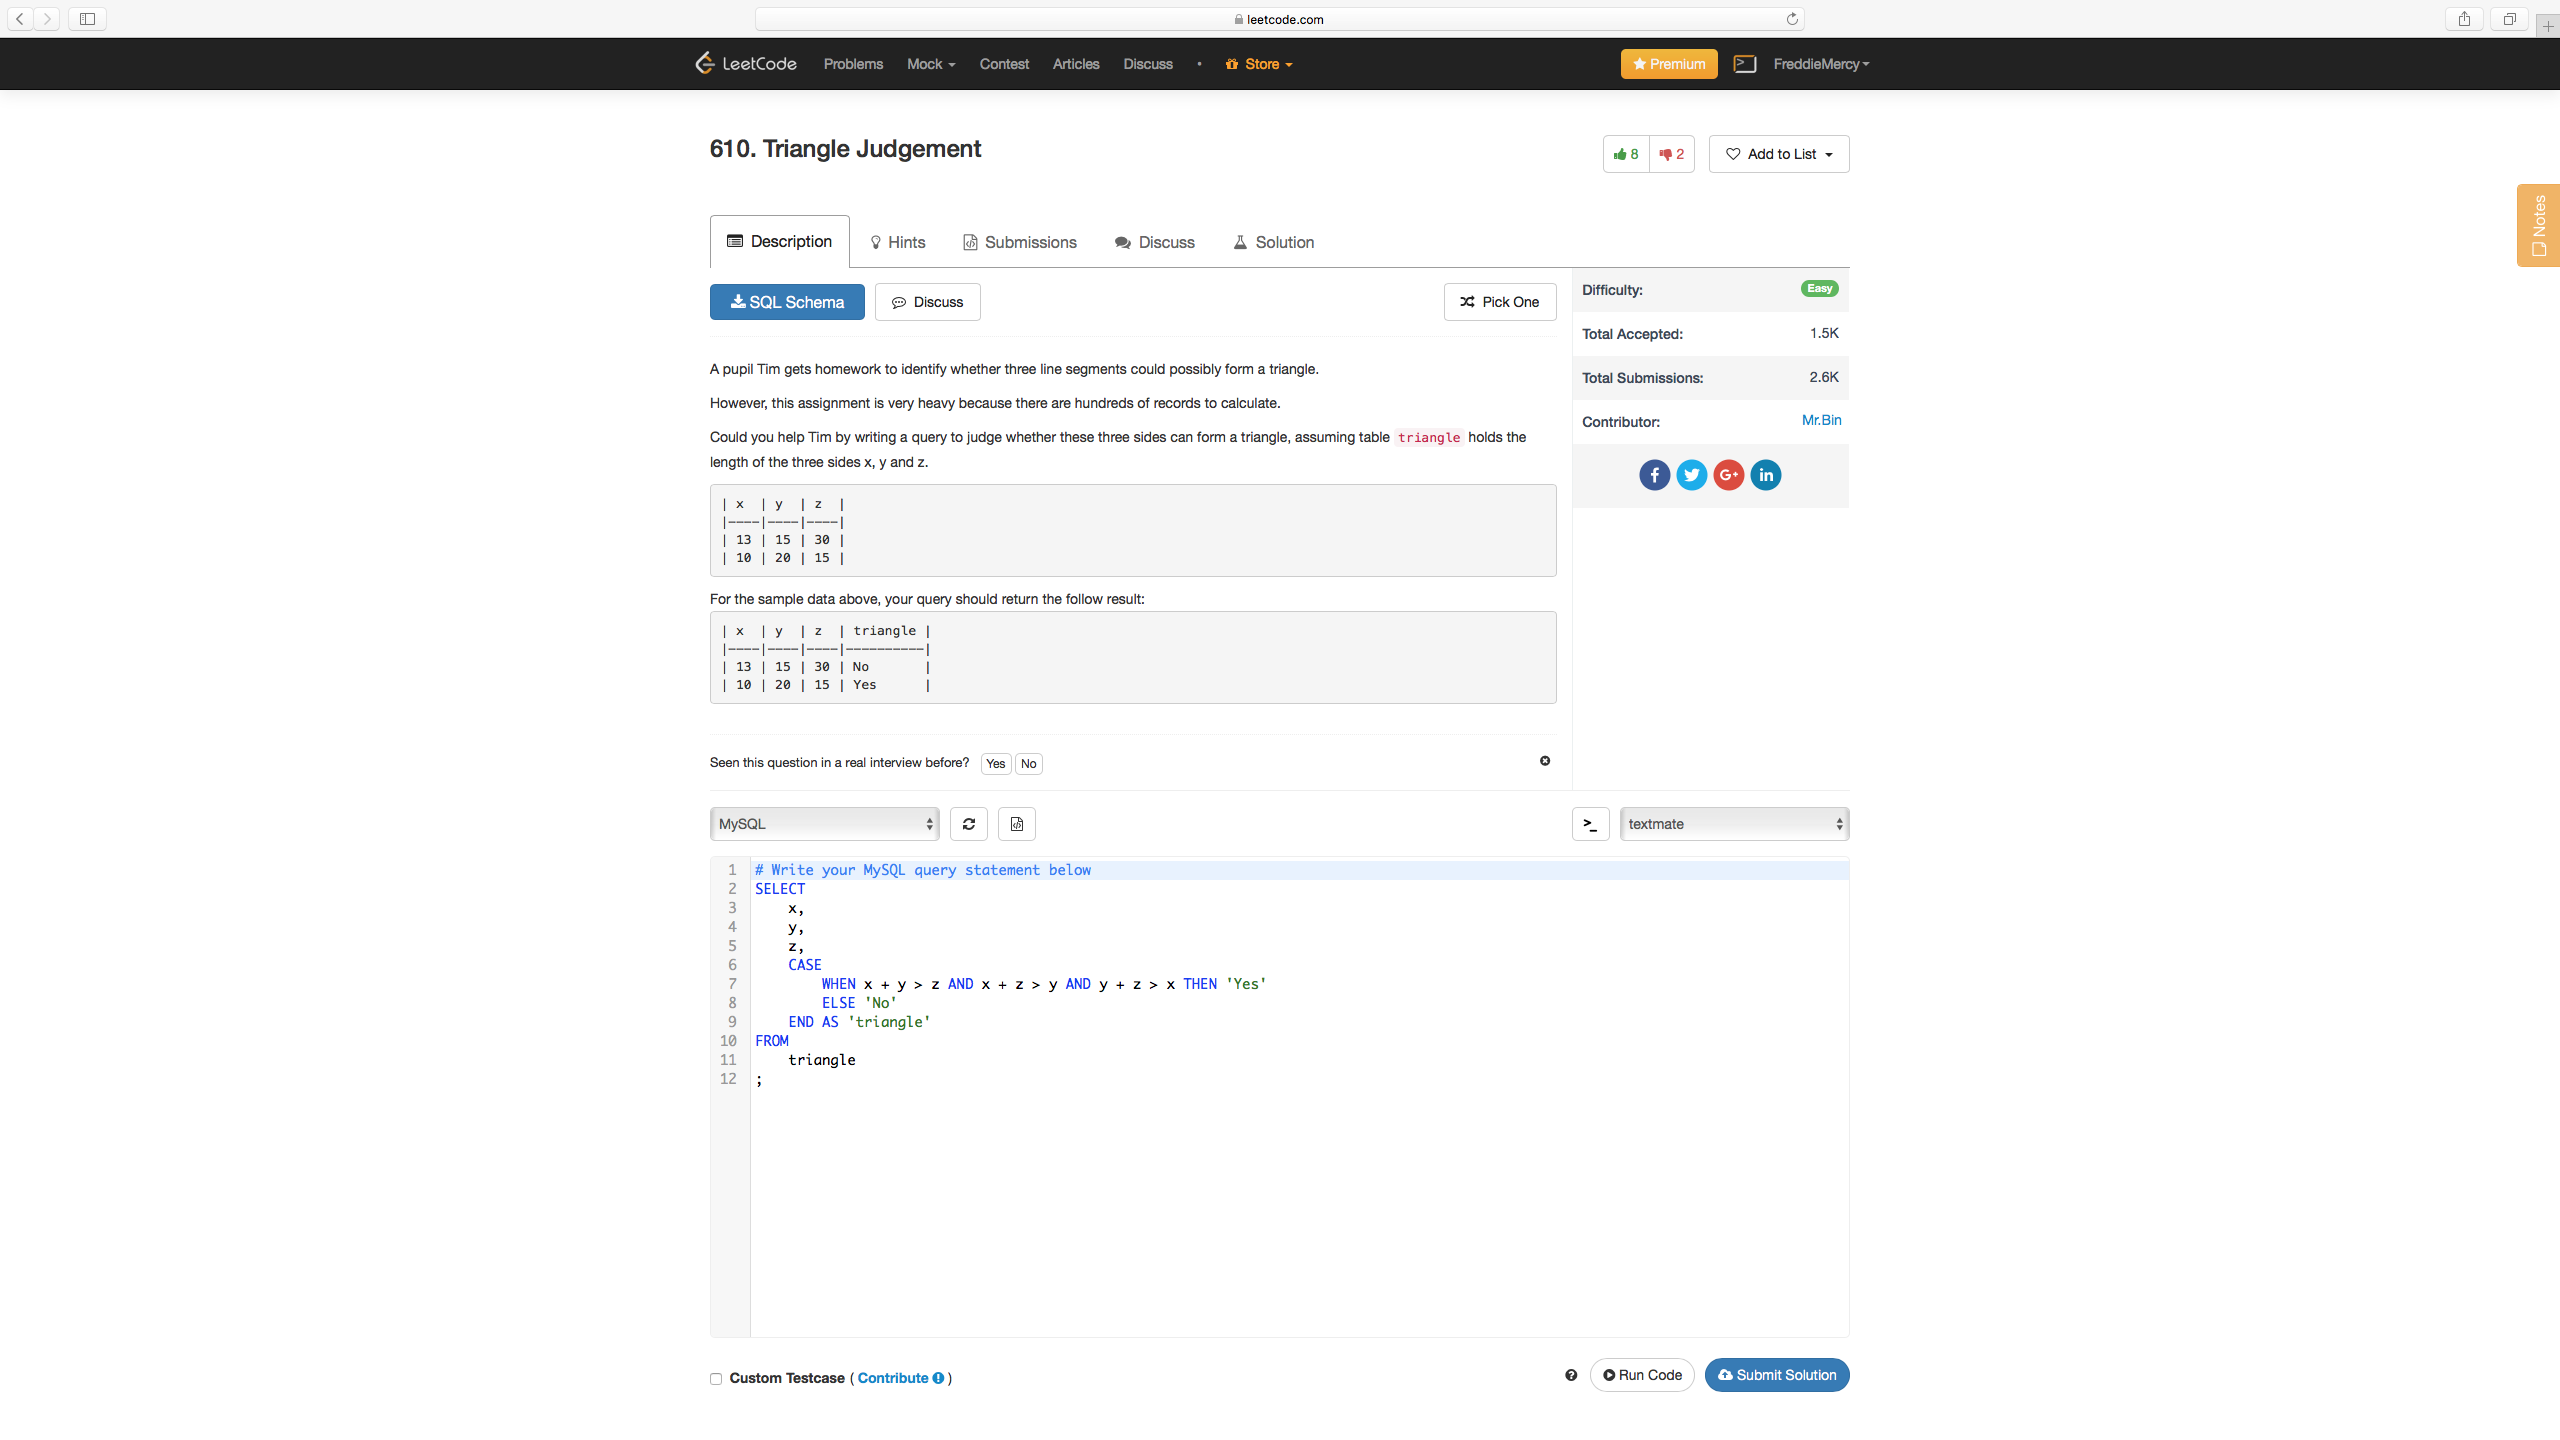 leetcode.com
LeetCode Problems Mock Contest Articles Discuss • Store Premium FreddieMercy
610. Triangle Judgement
8 2 Add to List
Notes
Description Hints Submissions Discuss Solution
SQL Schema Discuss Pick One
Difficulty: Easy
Total Accepted: 1.5K
Total Submissions: 2.6K
Contributor: Mr.Bin
A pupil Tim gets homework to identify whether three line segments could possibly form a triangle.
However, this assignment is very heavy because there are hundreds of records to calculate.
Could you help Tim by writing a query to judge whether these three sides can form a triangle, assuming table triangle holds the
length of the three sides x, y and z.
| x  | y  | z  |
|----|----|----|
| 13 | 15 | 30 |
| 10 | 20 | 15 |
For the sample data above, your query should return the follow result:
| x  | y  | z  | triangle |
|----|----|----|----------|
| 13 | 15 | 30 | No       |
| 10 | 20 | 15 | Yes      |
Seen this question in a real interview before? Yes No
MySQL >_ textmate
1 # Write your MySQL query statement below
2 SELECT
3     x,
4     y,
5     z,
6     CASE
7         WHEN x + y > z AND x + z > y AND y + z > x THEN 'Yes'
8         ELSE 'No'
9     END AS 'triangle'
10 FROM
11     triangle
12 ;
Custom Testcase ( Contribute ) Run Code Submit Solution